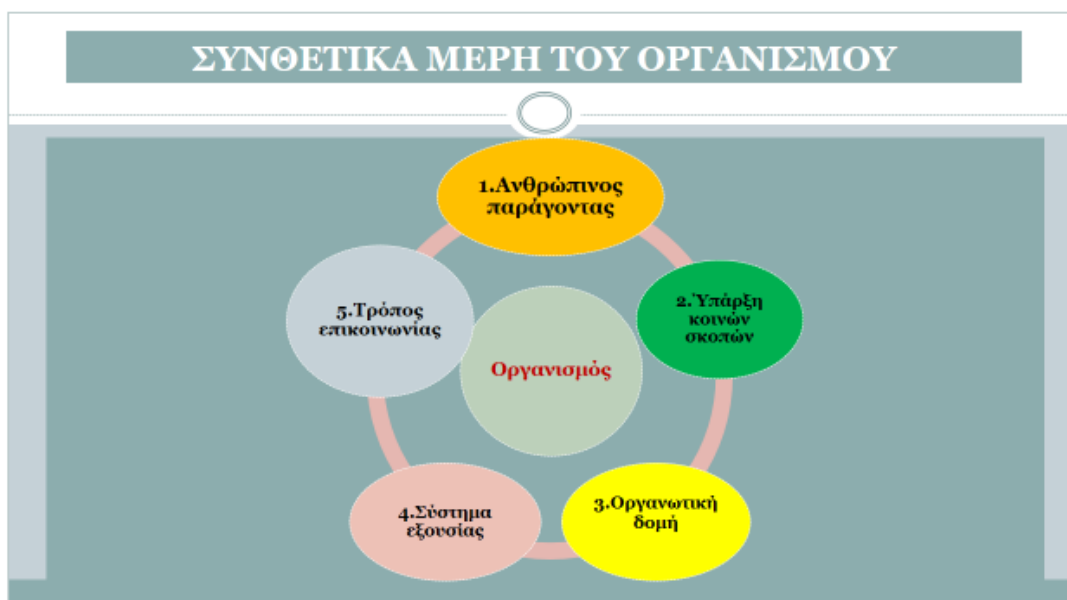 ΣΥΝΘΕΤΙΚΑ ΜΕΡΗ ΤΟΥ ΟΡΓΑΝΙΣΜΟΥ
1.Ανθρώπινος
παράγοντας
2.Ύπάρξη
κοινών
σκοπών
3.Οργανωτική
δομή
4.Σύστημα
εξουσίας
5.Τρόπος
επικοινωνίας
Οργανισμός